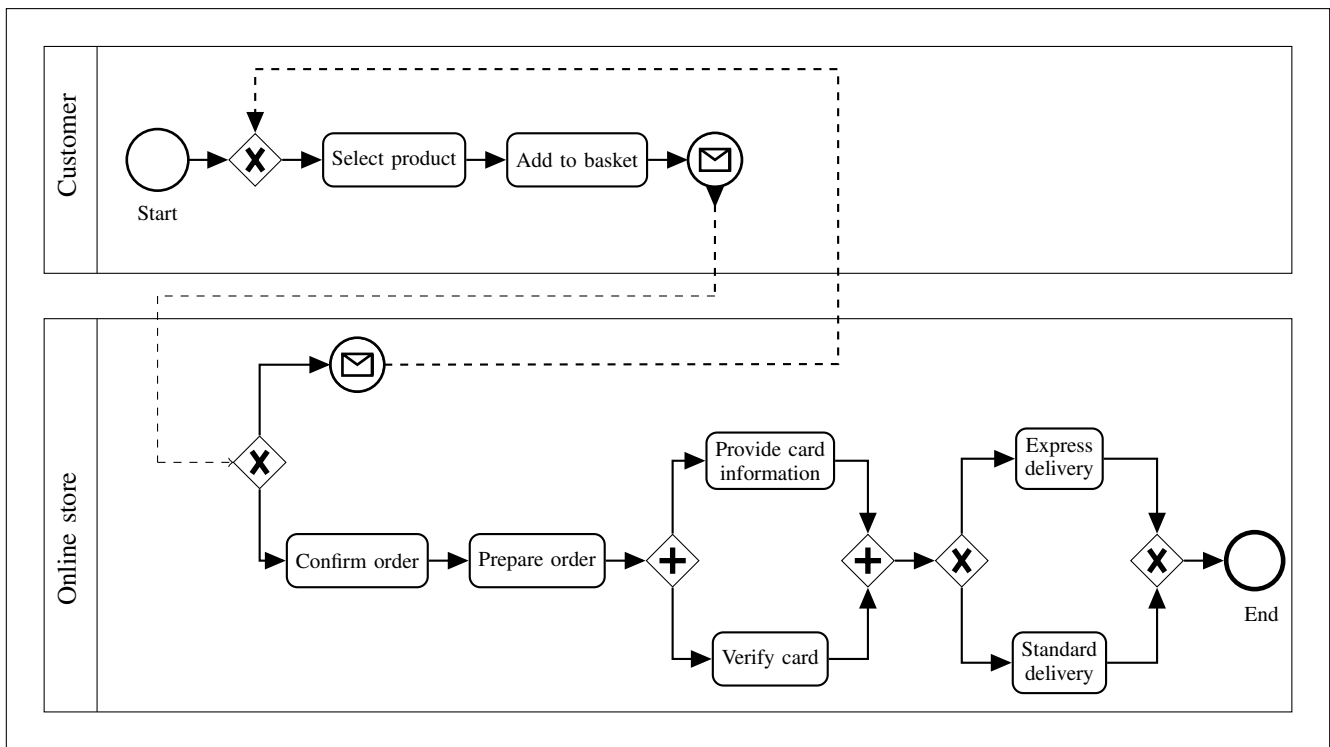 Customer
Start
Select product
Add to basket
Online store
Confirm order
Prepare order
Provide card
information
Verify card
Express
delivery
Standard
delivery
End